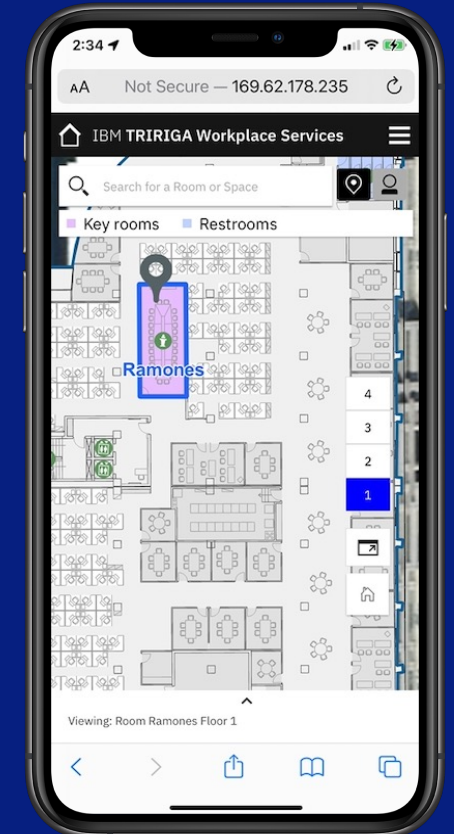 2:34
AA Not Secure — 169.62.178.235
IBM TRIRIGA Workplace Services
Search for a Room or Space
Key rooms Restrooms
Ramones
4
3
2
1
Viewing: Room Ramones Floor 1